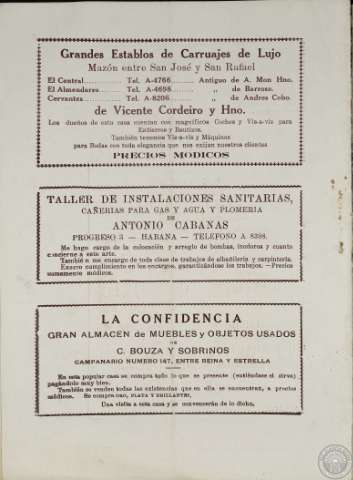 Grandes Establos de Carruajes de Lujo
Mazón entre San José y San Rafael
El Central.......... Tel. A-4766.......... Antiguo de A. Mon Hno.
El Almendares.......... Tel. A-4698.......... ,, de Barroso.
Cervantes.......... Tel. A-8206.......... ,, de Andres Cobo.
de Vicente Cordeiro y Hno.
Los dueños de esta casa cuentan con magníficos Coches y Vis-a-vis para
Entierros y Bautizos.
También tenemos Vis-a-vis y Máquinas
para Bodas con toda elegancia que nos exijan nuestros clientes
PRECIOS MODICOS
TALLER DE INSTALACIONES SANITARIAS,
CAÑERIAS PARA GAS Y AGUA Y PLOMERIA
DE
ANTONIO CABANAS
PROGRESO 3 — HABANA — TELEFONO A 8398.
Me hago cargo de la colocación y arreglo de bombas, inodoros y cuanto
concierne a este arte.
También me encargo de toda clase de trabajos de albañilería y carpintería.
Esmero cumplimiento en los encargos, garantizándose los trabajos. —Precios
sumamente módicos.
LA CONFIDENCIA
GRAN ALMACEN de MUEBLES y OBJETOS USADOS
DE
C. BOUZA Y SOBRINOS
CAMPANARIO NUMERO 147, ENTRE REINA Y ESTRELLA
En esta popular casa se compra todo lo que se presente
pagándolo muy bien.
También se venden todas las existencias que en ella se encuentran, a precios
módicos. Se compra oro, PLATA Y BRILLANTES.
Una visita a esta casa y se convencerán de lo dicho.